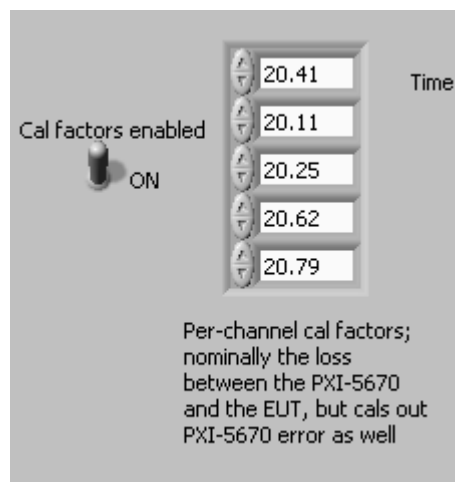 20.41
Time
20.11
Cal factors enabled
20.25
ON
20.62
20.79
Per-channel cal factors;
nominally the loss
between the PXI-5670
and the EUT, but cals out
PXI-5670 error as well